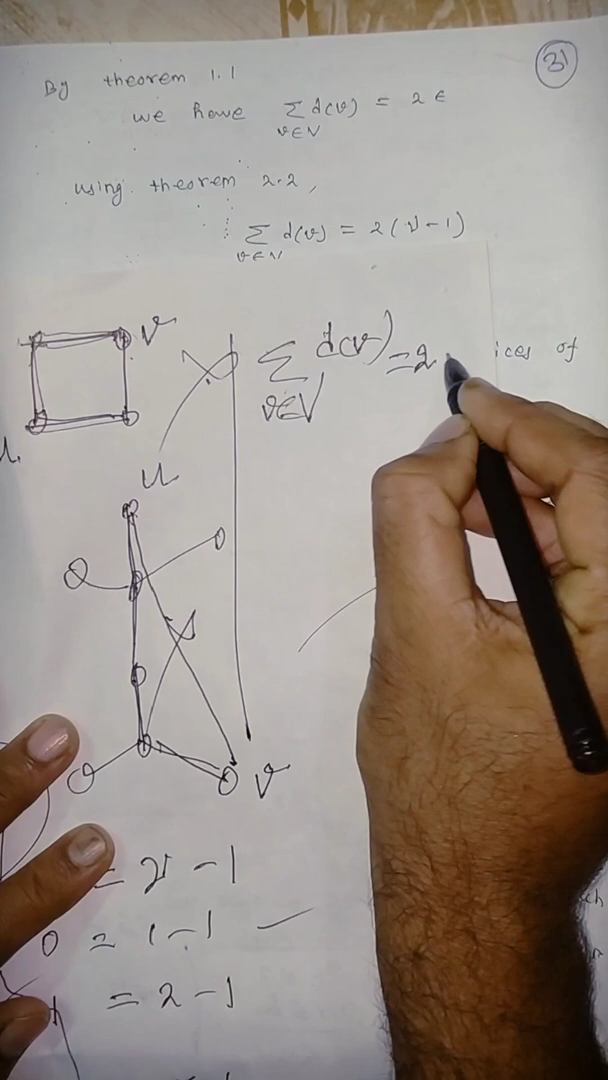 31
By theorem 1.1
we have Σ d(v) = 2 ϵ
v∈V
using theorem 2.2,
Σ d(v) = 2(ν-1)
v∈V
v
Σ d(v) = 2
v∈V
ices of
u
v
= ν - 1
0 = 1 - 1
= 2 - 1